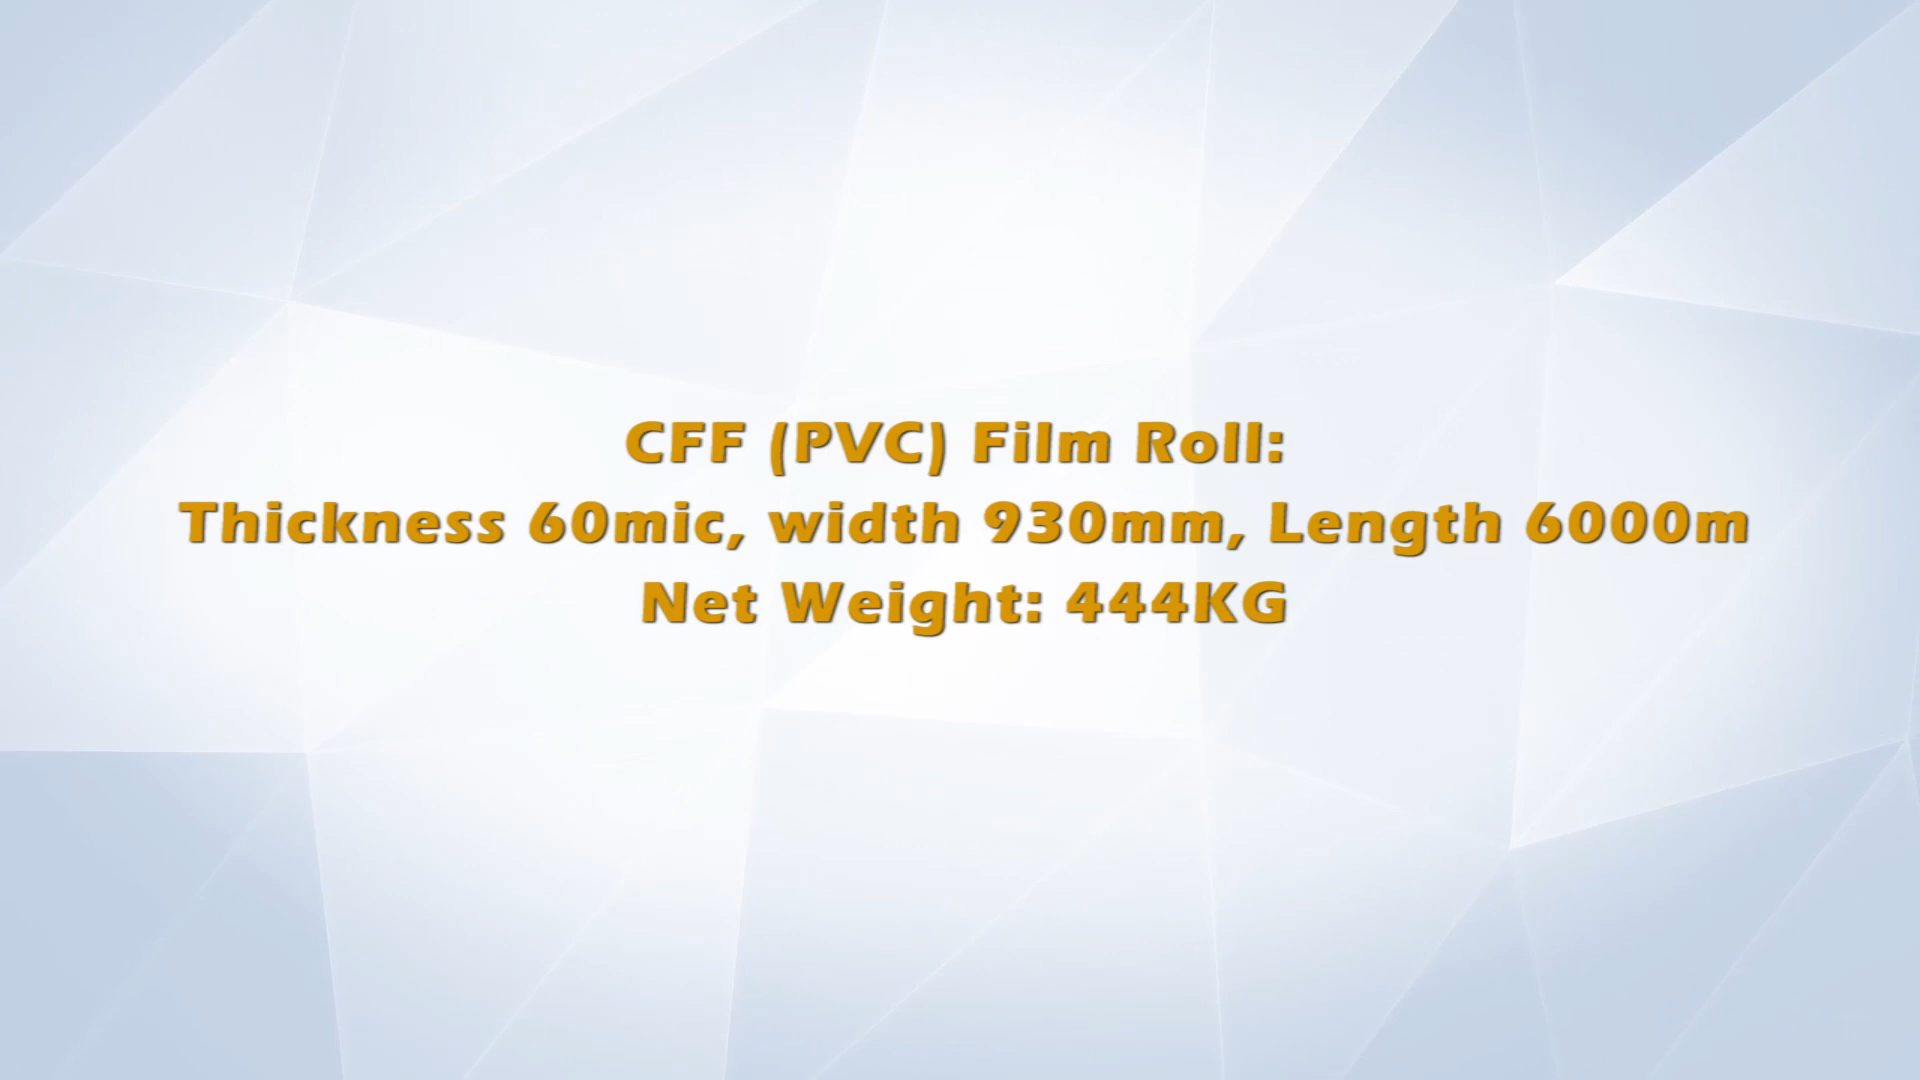 CFF (PVC) Film Roll:
Thickness 60mic, width 930mm, Length 6000m
Net Weight: 444KG